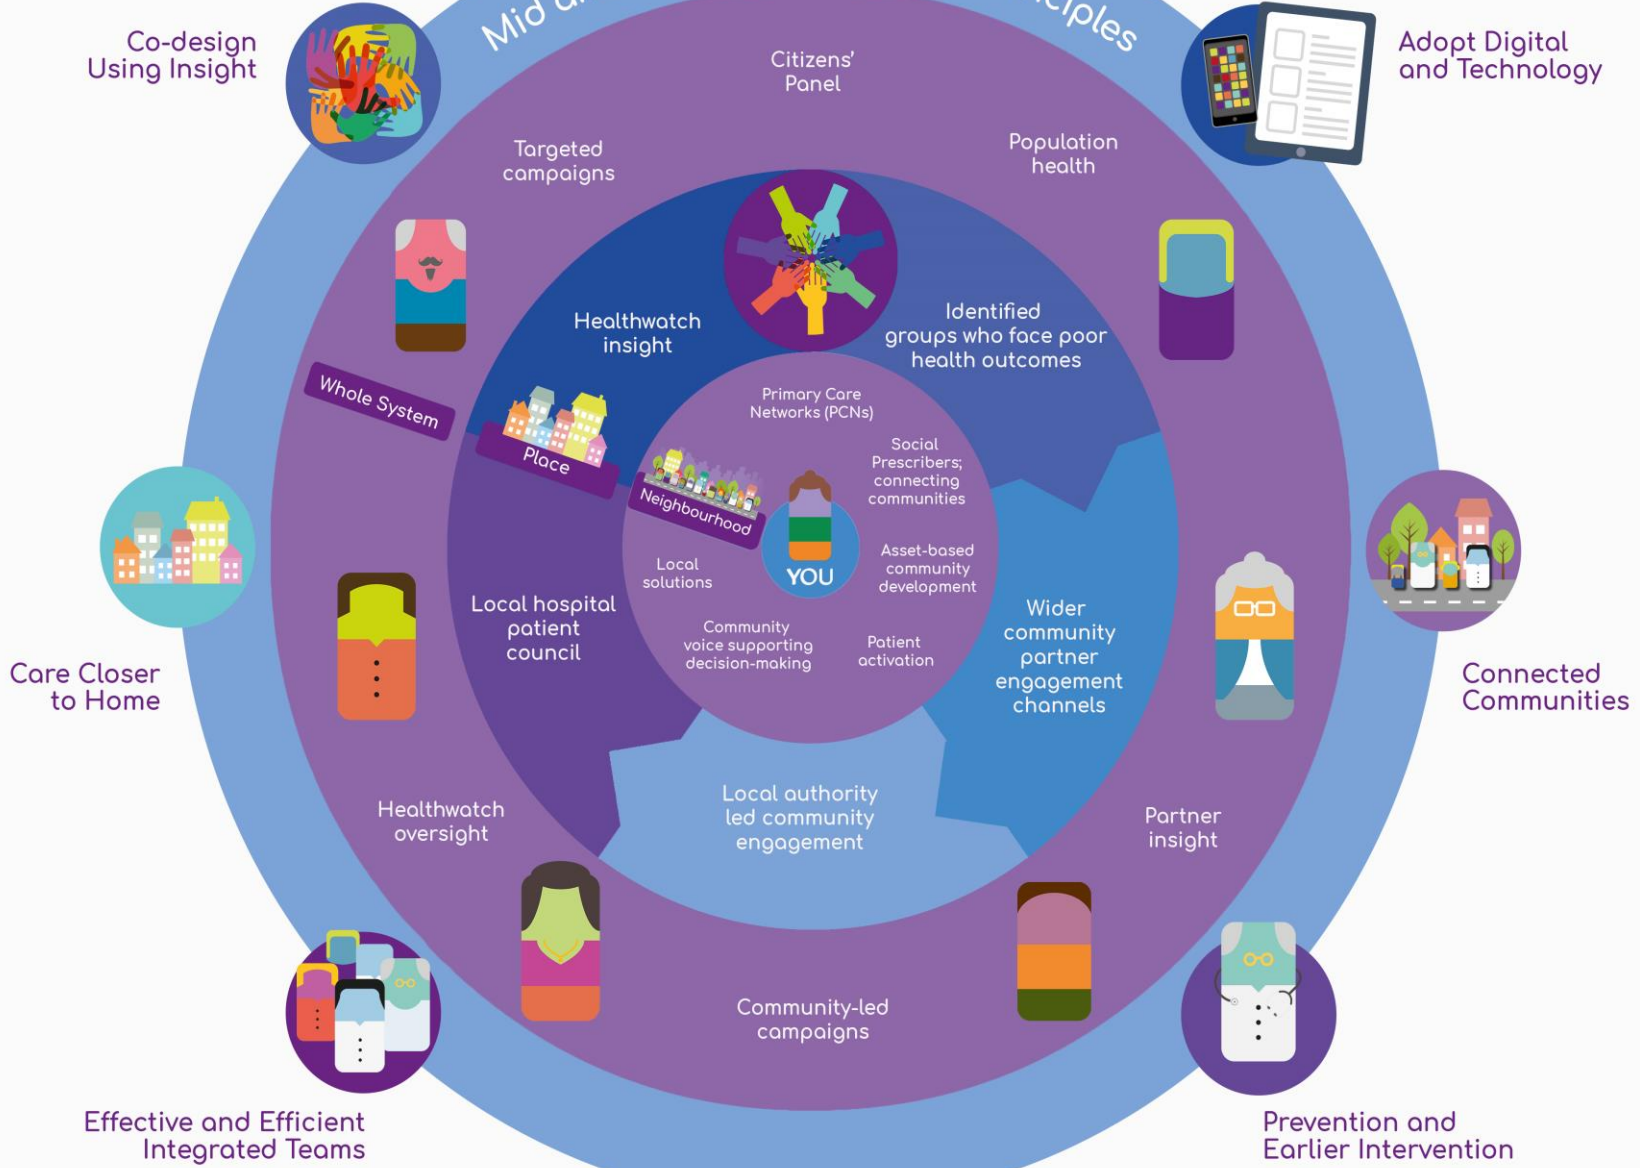 Mid
ciples
Co-design
Using Insight
Adopt Digital
and Technology
Citizens'
Panel
Targeted
campaigns
Population
health
Healthwatch
insight
Identified
groups who face poor
health outcomes
Whole System
Place
Neighbourhood
Primary Care
Networks (PCNs)
Social
Prescribers;
connecting
communities
YOU
Local
solutions
Asset-based
community
development
Community
voice supporting
decision-making
Patient
activation
Local hospital
patient
council
Wider
community
partner
engagement
channels
Care Closer
to Home
Connected
Communities
Local authority
led community
engagement
Healthwatch
oversight
Partner
insight
Community-led
campaigns
Effective and Efficient
Integrated Teams
Prevention and
Earlier Intervention